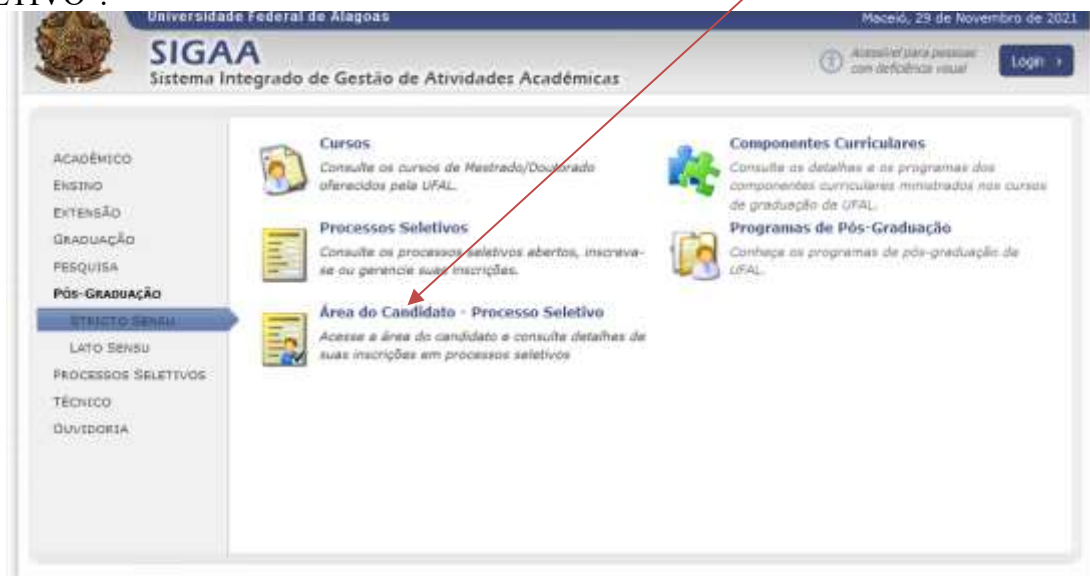 ETIVO".
Universidade Federal de Alagoas
Maceió, 29 de Novembro de 2021
SIGAA
Sistema Integrado de Gestão de Atividades Acadêmicas
Acessível para pessoas
com deficiência visual
Login
ACADÊMICO
ENSINO
EXTENSÃO
GRADUAÇÃO
PESQUISA
PÓS-GRADUAÇÃO
STRICTO SENSU
LATO SENSU
PROCESSOS SELETIVOS
TÉCNICO
OUVIDORIA
Cursos
Consulte os cursos de Mestrado/Doutorado
oferecidos pela UFAL.
Processos Seletivos
Consulte os processos seletivos abertos, inscreva-
se ou gerencie suas inscrições.
Área do Candidato - Processo Seletivo
Acesse a área do candidato e consulte detalhes de
suas inscrições em processos seletivos
Componentes Curriculares
Consulte os detalhes e os programas dos
componentes curriculares ministrados nos cursos
de graduação de UFAL.
Programas de Pós-Graduação
Conheça os programas de pós-graduação de
UFAL.